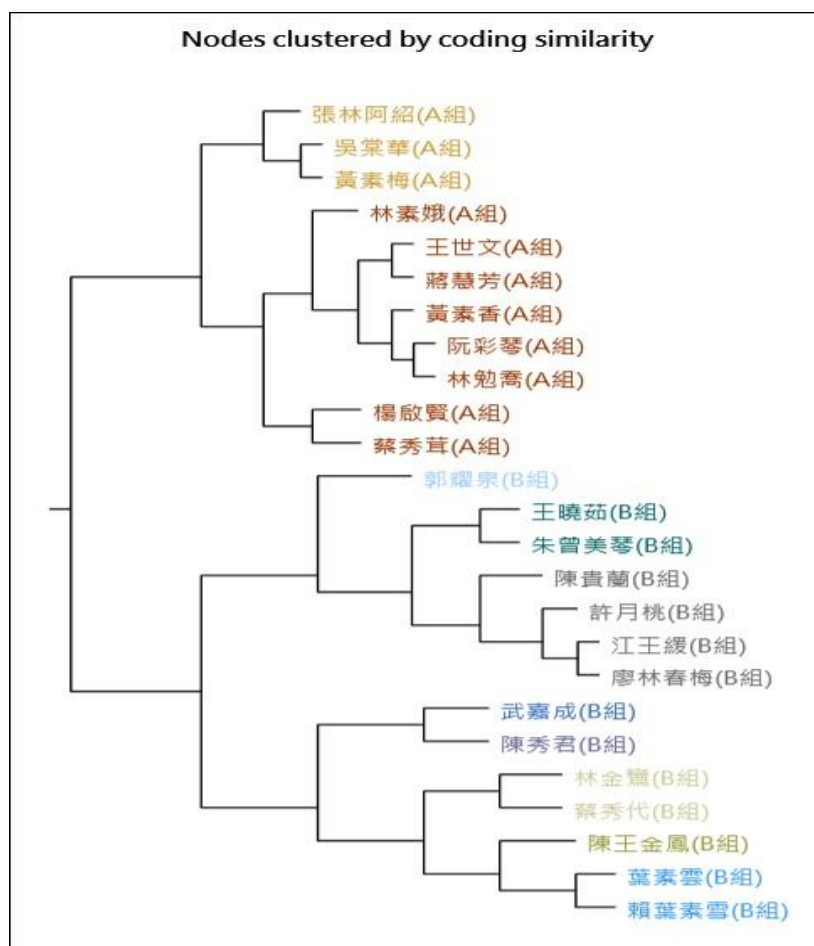 Nodes clustered by coding similarity
張林阿紹(A組)
吳棠華(A組)
黃素梅(A組)
林素娥(A組)
王世文(A組)
蔣慧芳(A組)
黃素香(A組)
阮彩琴(A組)
林勉喬(A組)
楊啟賢(A組)
蔡秀茸(A組)
郭耀泉(B組)
王曉茹(B組)
朱曾美琴(B組)
陳貴蘭(B組)
許月桃(B組)
江王緩(B組)
廖林春梅(B組)
武嘉成(B組)
陳秀君(B組)
林金鶯(B組)
蔡秀代(B組)
陳王金鳳(B組)
葉素雲(B組)
賴葉素雪(B組)